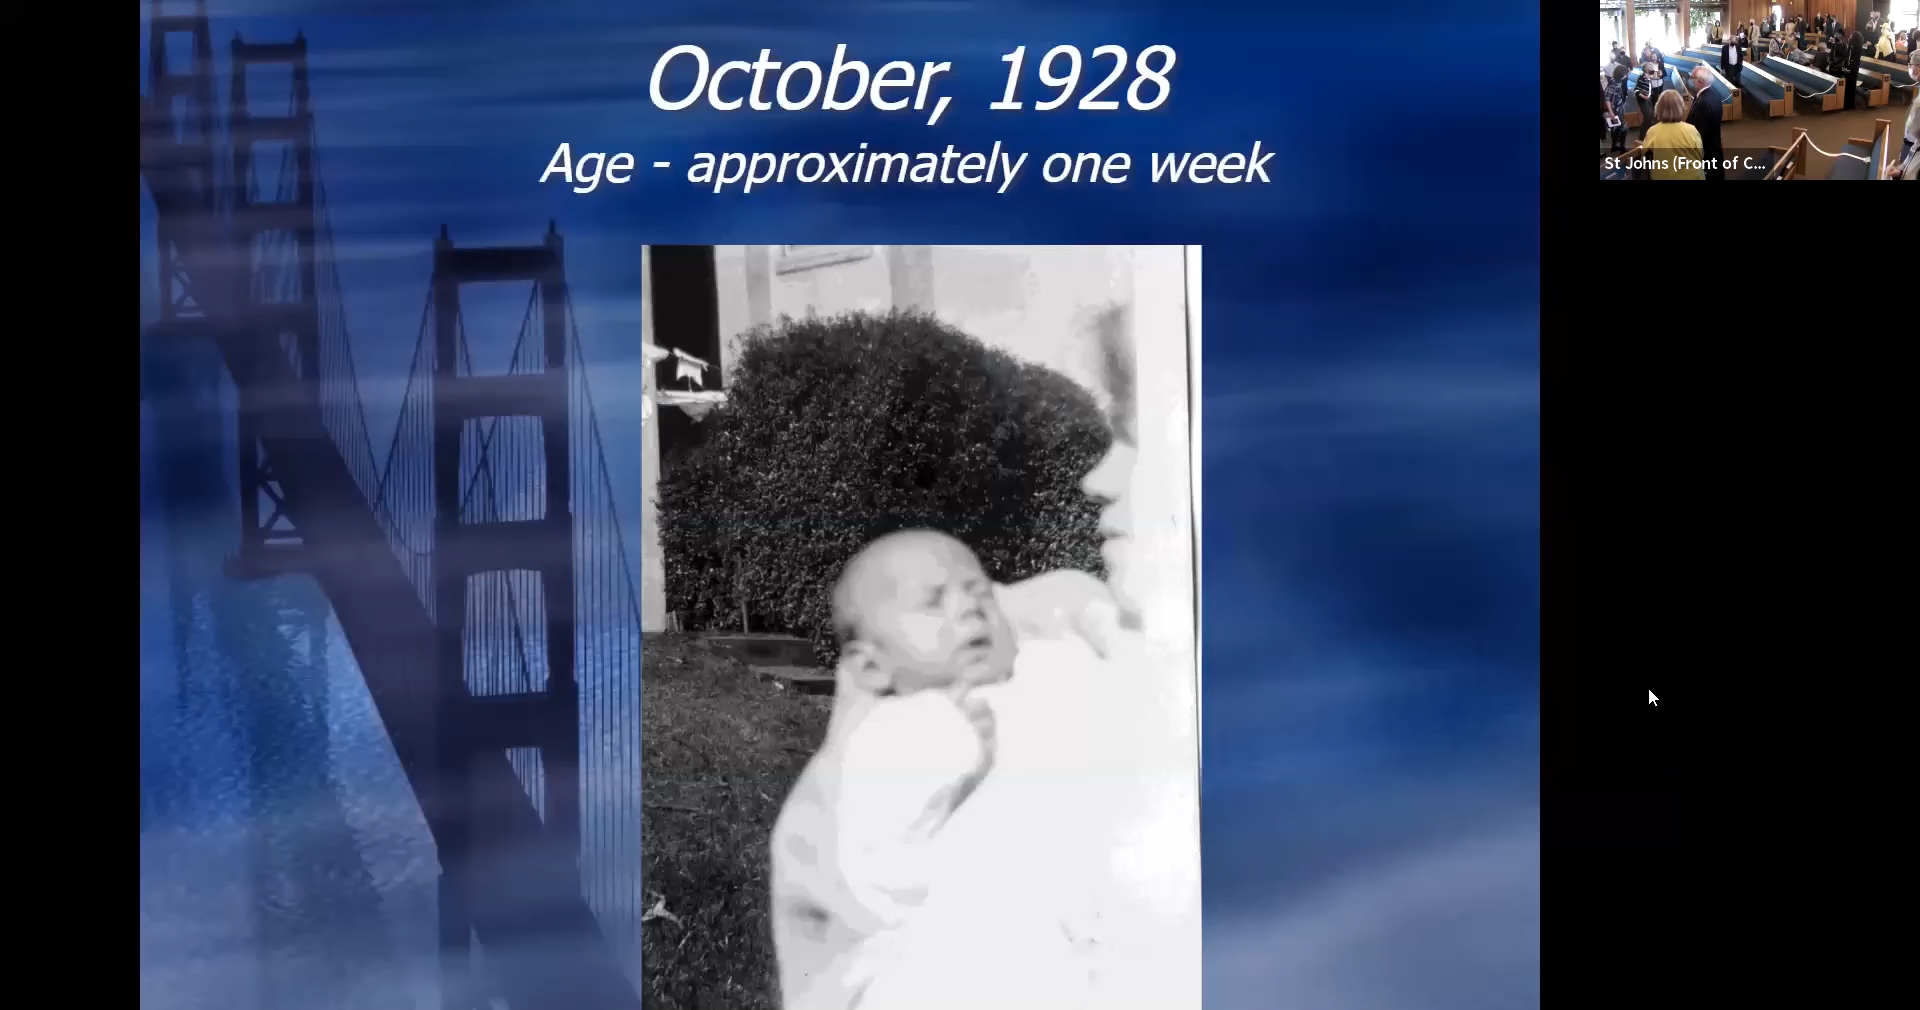 October, 1928
Age - approximately one week
St Johns (Front of C...